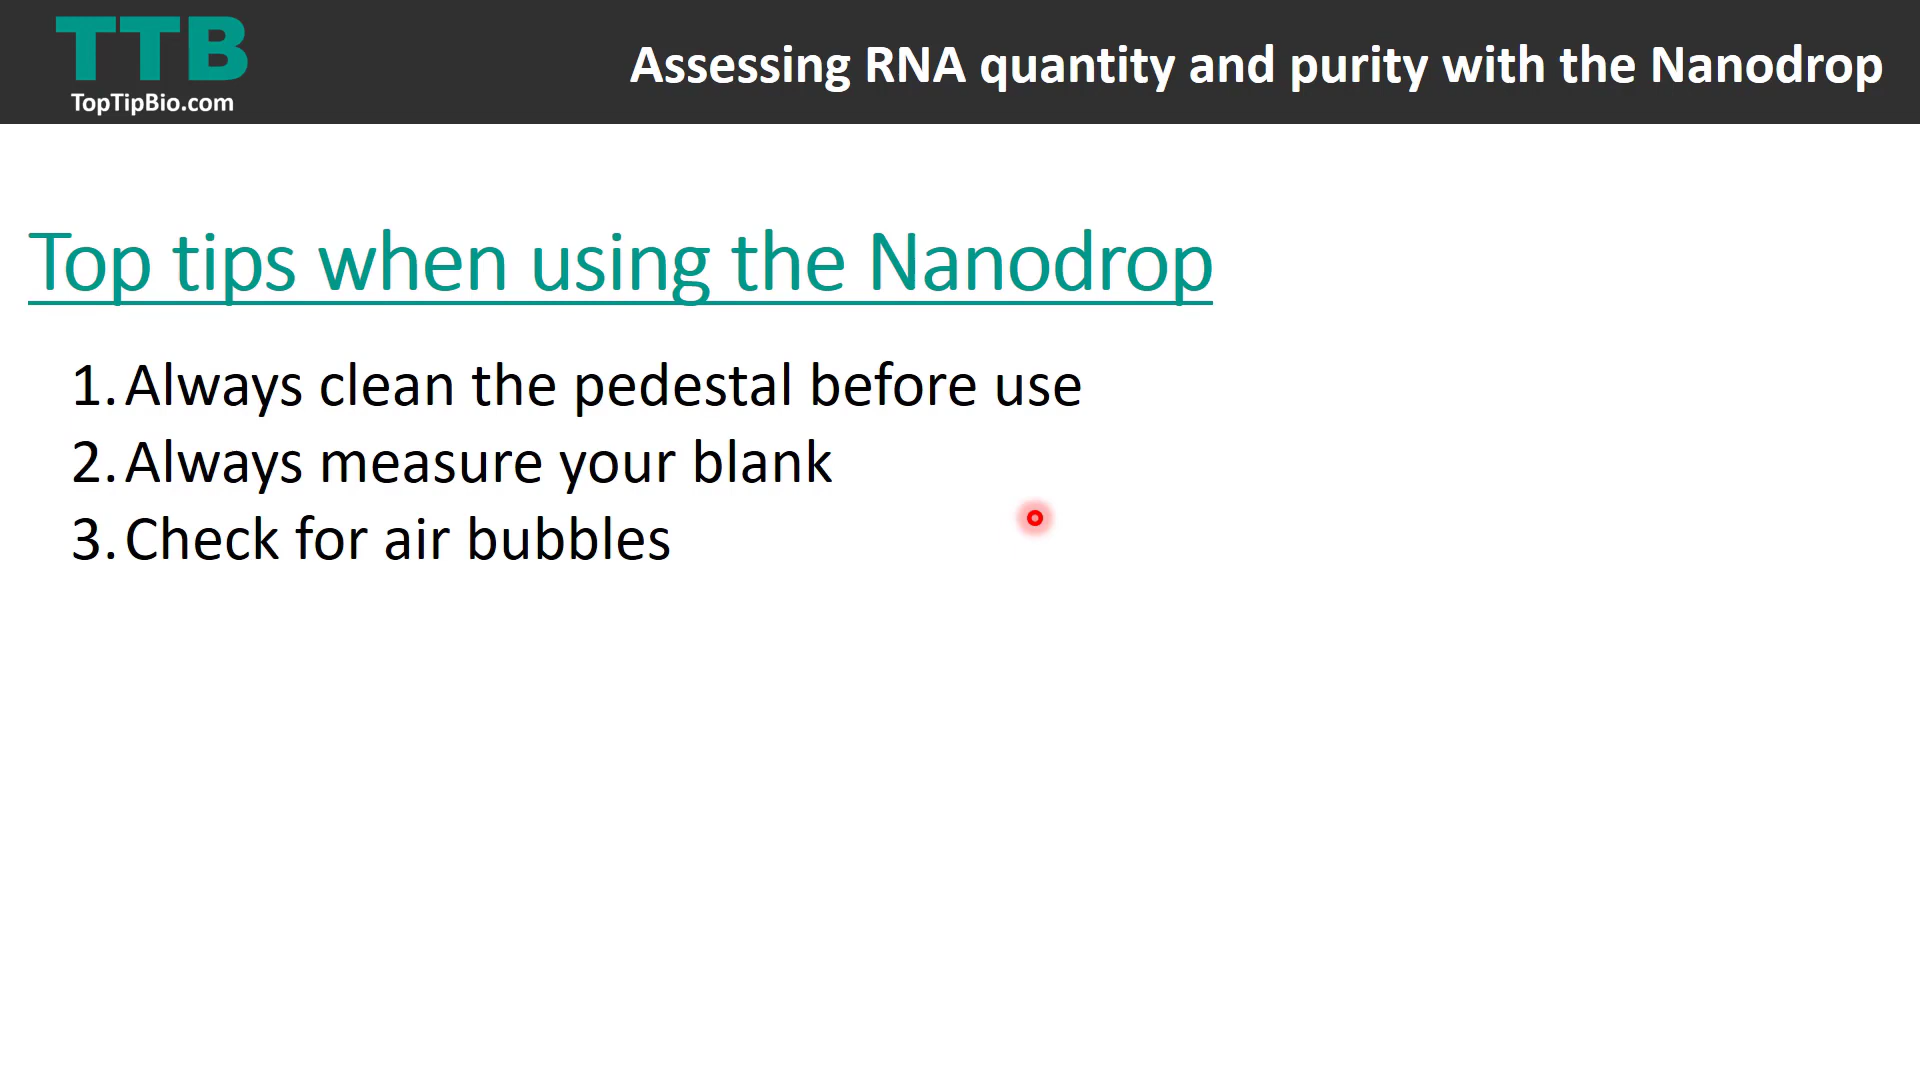 TTB
TopTipBio.com
Assessing RNA quantity and purity with the Nanodrop
Top tips when using the Nanodrop
1. Always clean the pedestal before use
2. Always measure your blank
3. Check for air bubbles